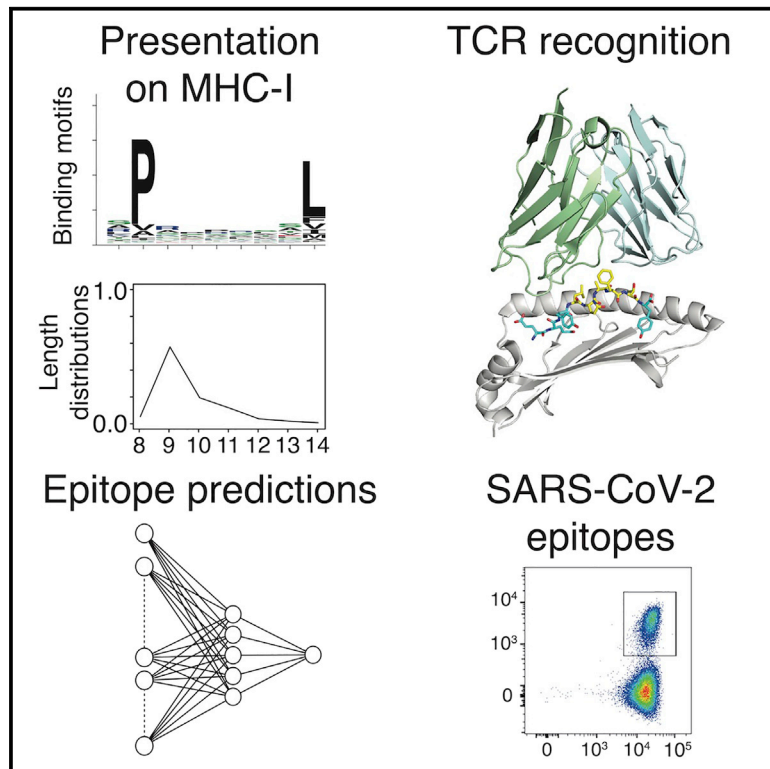 Presentation
on MHC-I
Binding motifs
P
L
Length
distributions
1.0
0.0
8 9 10 11 12 13 14
TCR recognition
Epitope predictions
SARS-CoV-2
epitopes
10⁴
10³
0
0 10³ 10⁴ 10⁵